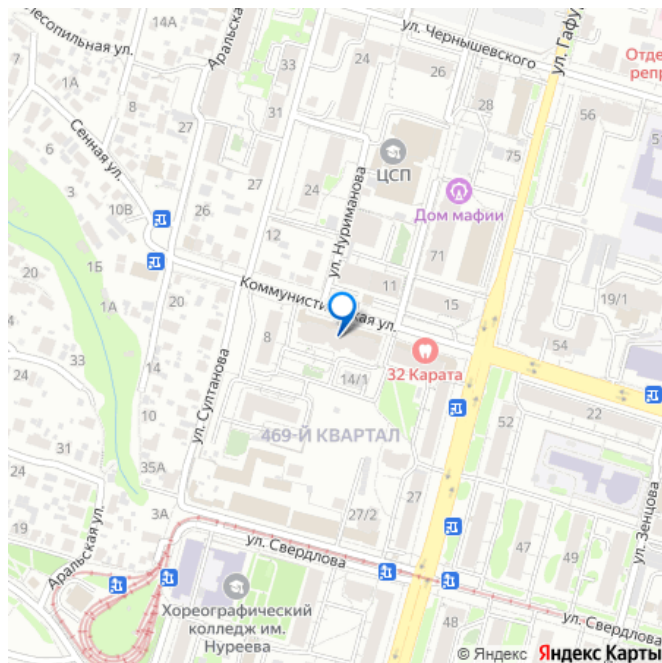 Лесопильная ул.
Аральска
14А
33
24
ул. Чернышевского
ул. Гафу
Отде
репр
1А
7
33
26
28
56
31
27
Сенная ул.
6
ЦСП
75
5
3
27
24
ул. Нуриманова
Дом мафии
10В
26
12
71
20
1Б
11
Коммунистическая ул.
15
19/1
1А
20
8
54
32 Карата
14
14/1
22
ул. Султанова
10
52
469-Й КВАРТАЛ
31
24
35А
27
ул. Зенцова
3А
19
27/2
Аральская ул.
ул. Свердлова
47
49
Хореографический
колледж им.
Нуреева
48
ул. Свердлова
© Яндекс Яндекс Карты